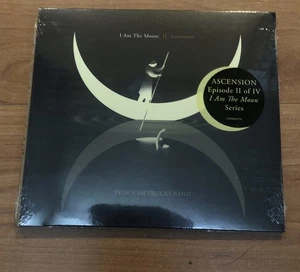 I Am The Moon: II. Ascension
ASCENSION
Episode II of IV
I Am The Moon
Series
TEDESCHI TRUCKS BAND